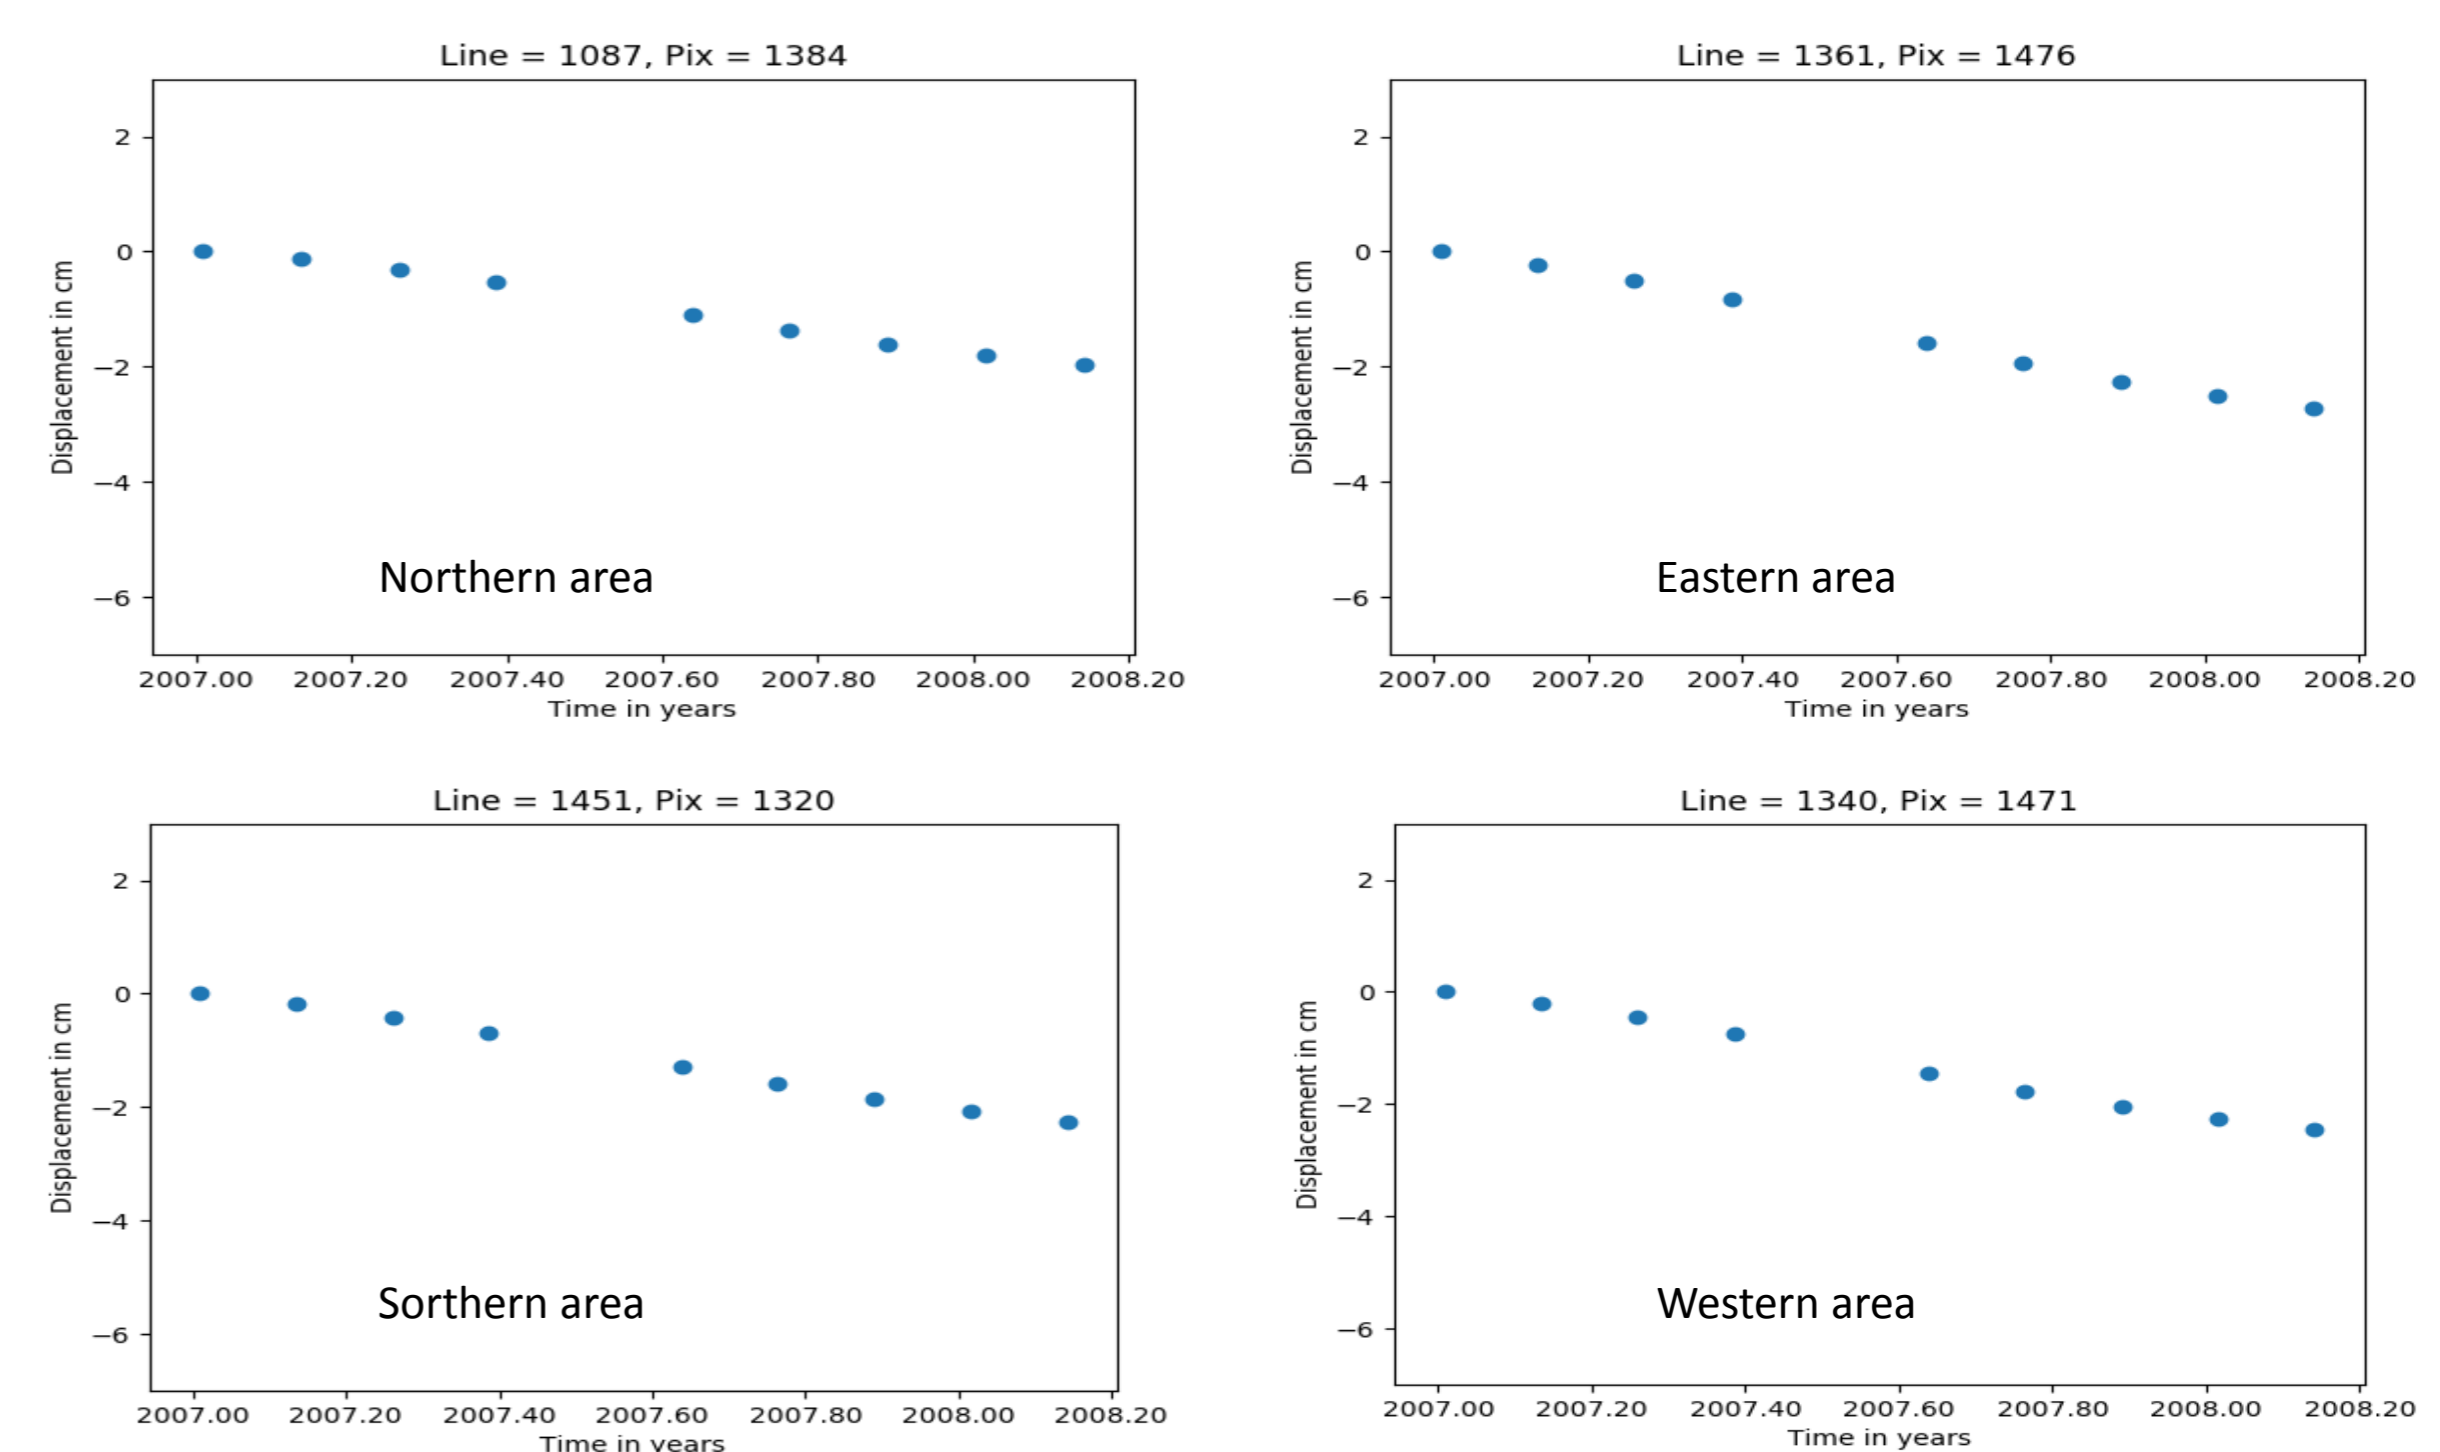 Line = 1087, Pix = 1384
2
0
−2
−4
−6
Displacement in cm
Northern area
2007.00 2007.20 2007.40 2007.60 2007.80 2008.00 2008.20
Time in years
Line = 1361, Pix = 1476
2
0
−2
−4
−6
Displacement in cm
Eastern area
2007.00 2007.20 2007.40 2007.60 2007.80 2008.00 2008.20
Time in years
Line = 1451, Pix = 1320
2
0
−2
−4
−6
Displacement in cm
Sorthern area
2007.00 2007.20 2007.40 2007.60 2007.80 2008.00 2008.20
Time in years
Line = 1340, Pix = 1471
2
0
−2
−4
−6
Displacement in cm
Western area
2007.00 2007.20 2007.40 2007.60 2007.80 2008.00 2008.20
Time in years